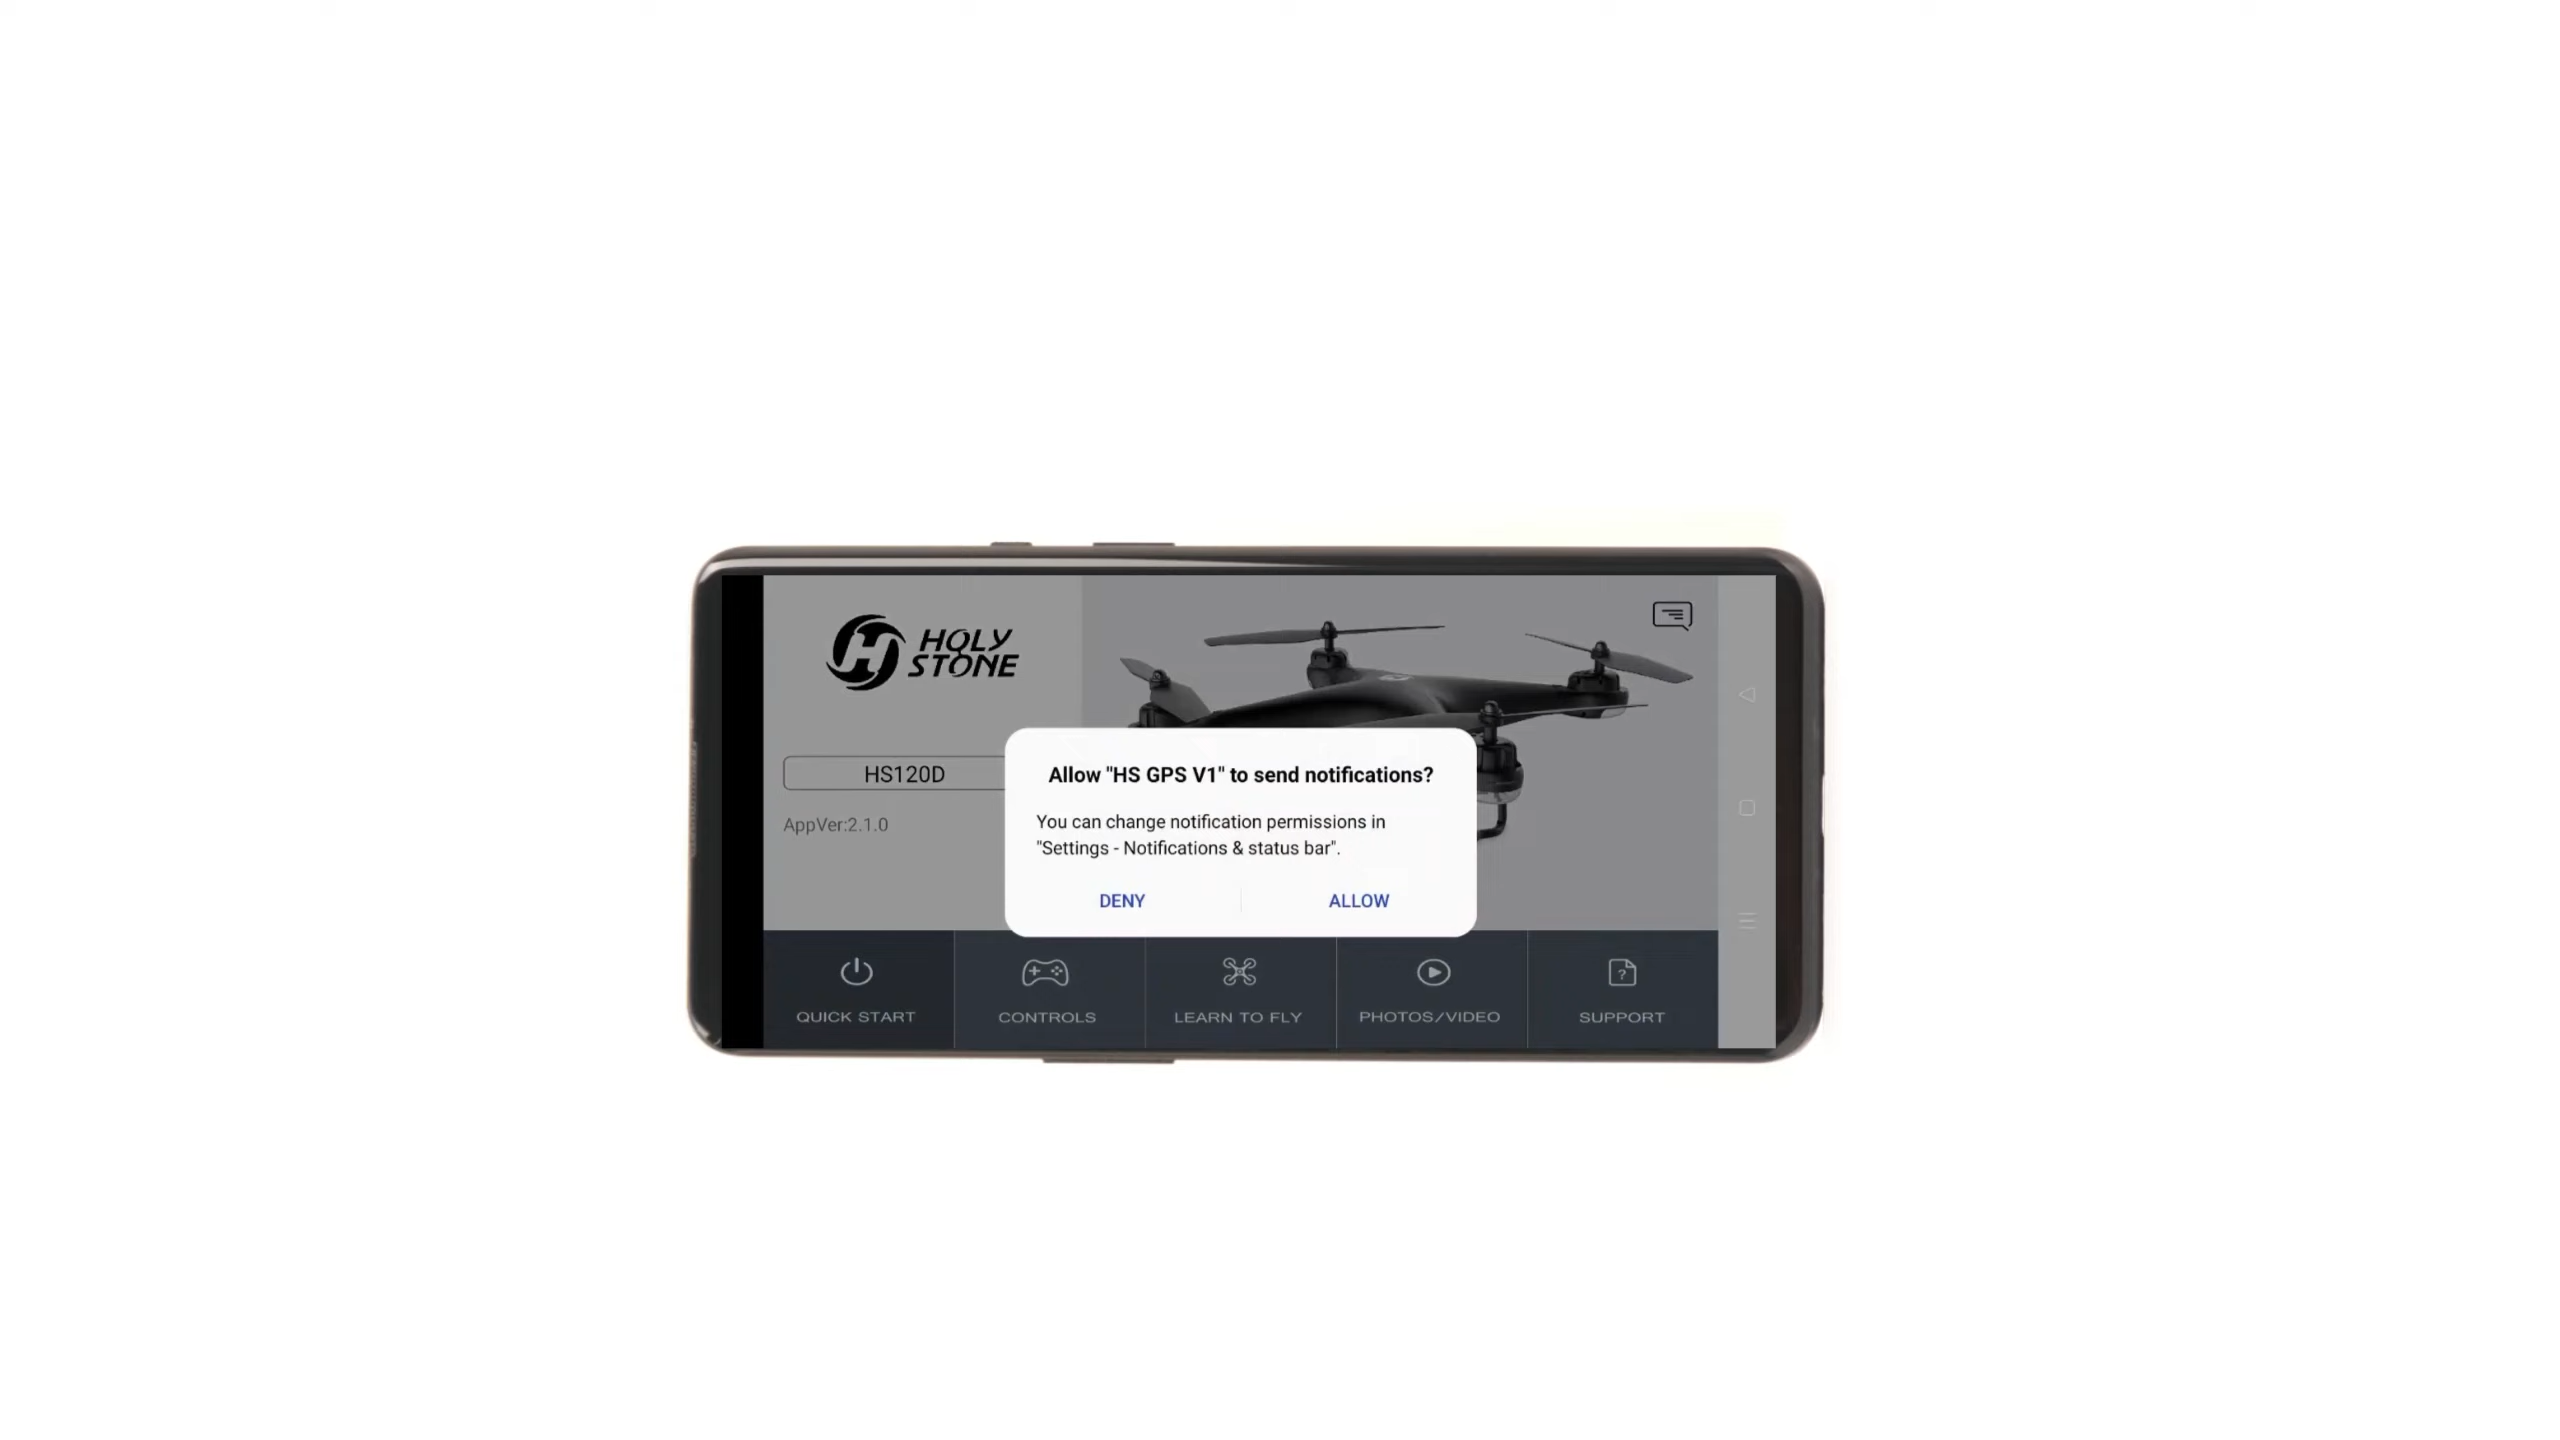 HOLY
STONE
HS120D
AppVer:2.1.0
Allow "HS GPS V1" to send notifications?
You can change notification permissions in
"Settings - Notifications & status bar".
DENY
ALLOW
QUICK START
CONTROLS
LEARN TO FLY
PHOTOS/VIDEO
SUPPORT